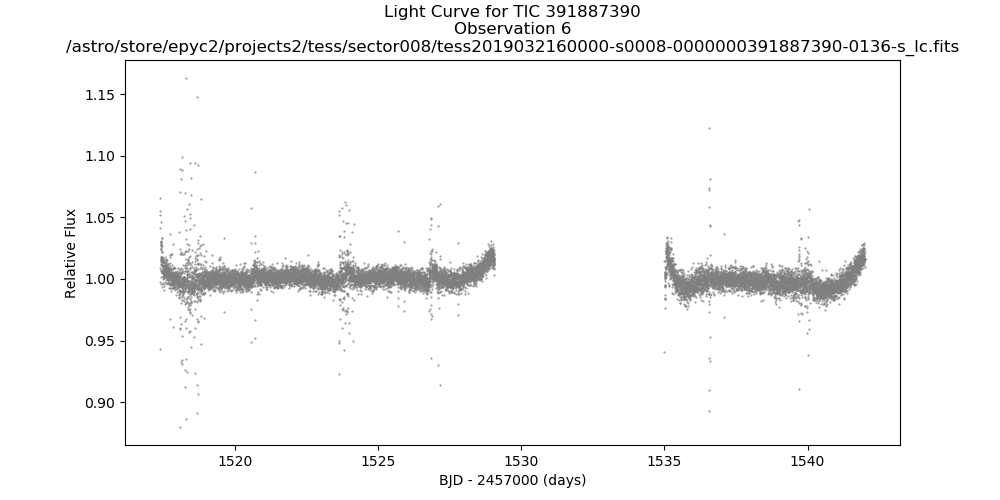 Light Curve for TIC 391887390
Observation 6
/astro/store/epyc2/projects2/tess/sector008/tess2019032160000-s0008-0000000391887390-0136-s_lc.fits
1.15
1.10
1.05
1.00
0.95
0.90
Relative Flux
1520
1525
1530
1535
1540
BJD - 2457000 (days)